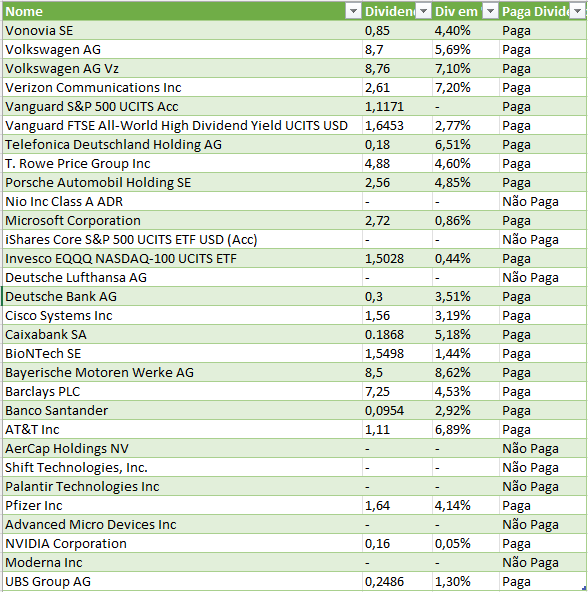 Nome Dividend Div em Paga Divide
Vonovia SE 0,85 4,40% Paga
Volkswagen AG 8,7 5,69% Paga
Volkswagen AG Vz 8,76 7,10% Paga
Verizon Communications Inc 2,61 7,20% Paga
Vanguard S&P 500 UCITS Acc 1,1171 - Paga
Vanguard FTSE All-World High Dividend Yield UCITS USD 1,6453 2,77% Paga
Telefonica Deutschland Holding AG 0,18 6,51% Paga
T. Rowe Price Group Inc 4,88 4,60% Paga
Porsche Automobil Holding SE 2,56 4,85% Paga
Nio Inc Class A ADR - - Não Paga
Microsoft Corporation 2,72 0,86% Paga
iShares Core S&P 500 UCITS ETF USD (Acc) - - Não Paga
Invesco EQQQ NASDAQ-100 UCITS ETF 1,5028 0,44% Paga
Deutsche Lufthansa AG - - Não Paga
Deutsche Bank AG 0,3 3,51% Paga
Cisco Systems Inc 1,56 3,19% Paga
Caixabank SA 0.1868 5,18% Paga
BioNTech SE 1,5498 1,44% Paga
Bayerische Motoren Werke AG 8,5 8,62% Paga
Barclays PLC 7,25 4,53% Paga
Banco Santander 0,0954 2,92% Paga
AT&T Inc 1,11 6,89% Paga
AerCap Holdings NV - - Não Paga
Shift Technologies, Inc. - - Não Paga
Palantir Technologies Inc - - Não Paga
Pfizer Inc 1,64 4,14% Paga
Advanced Micro Devices Inc - - Não Paga
NVIDIA Corporation 0,16 0,05% Paga
Moderna Inc - - Não Paga
UBS Group AG 0,2486 1,30% Paga